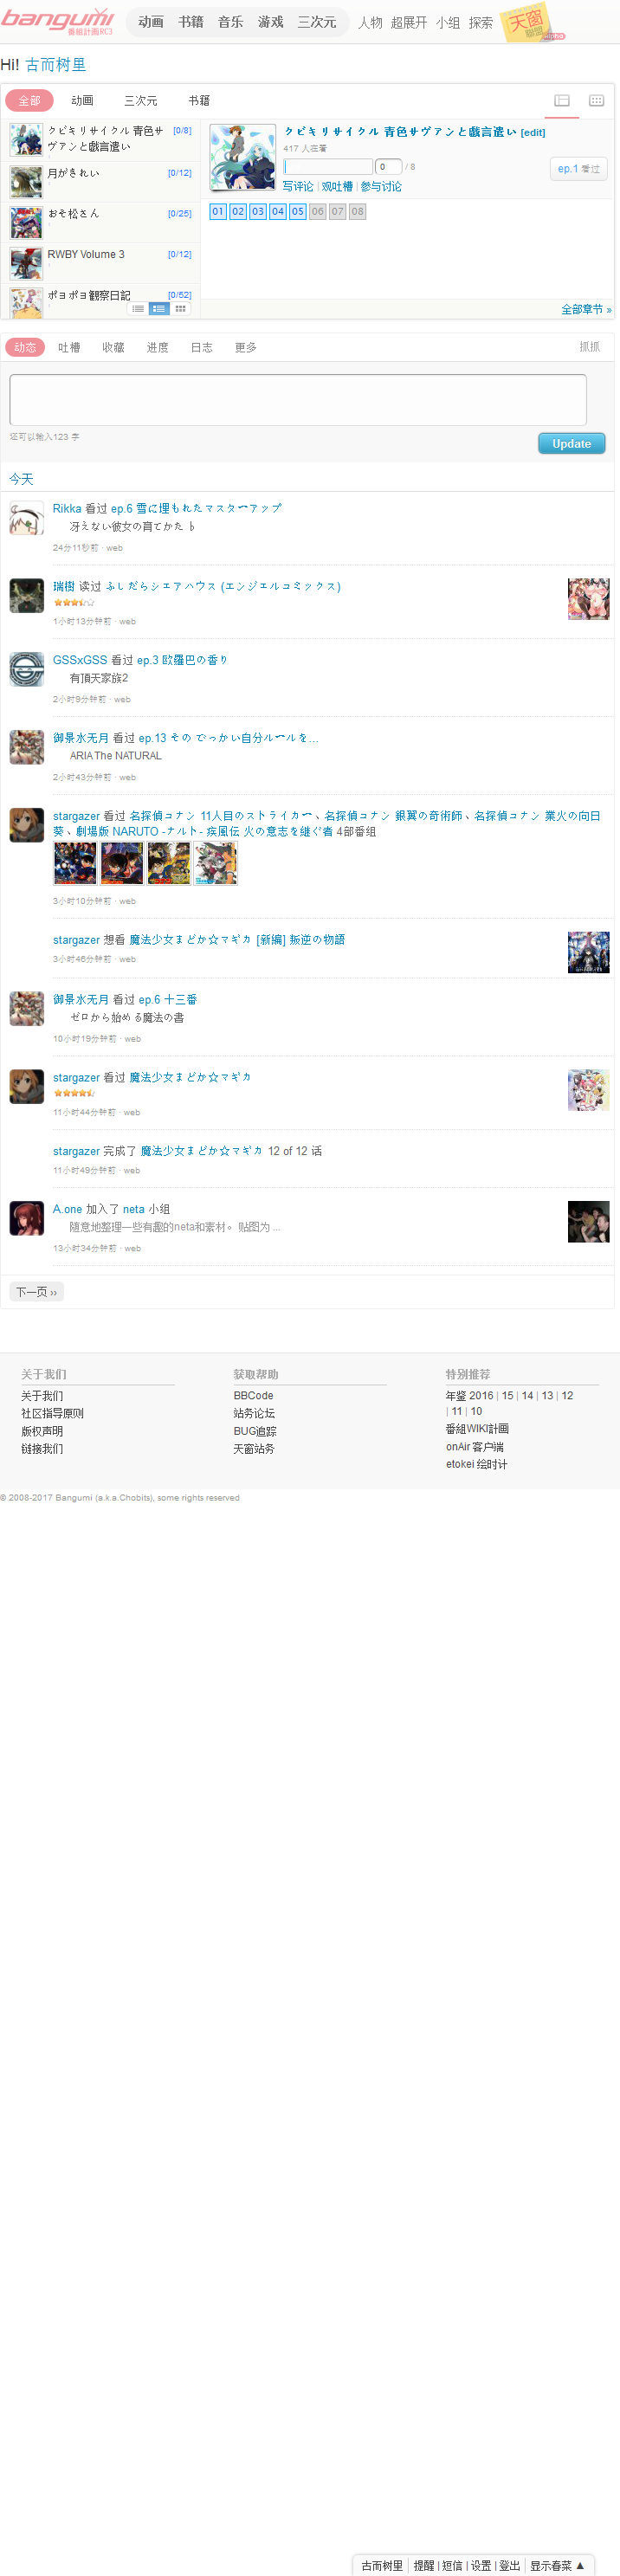 bangumi
番組計画RC3
动画 书籍 音乐 游戏 三次元
人物 超展开 小组 探索
天窗
联盟
alpha
Hi! 古而树里
全部 动画 三次元 书籍
クビキリサイクル 青色サ
ヴァンと戯言遣い
[0/8]
月がきれい [0/12]
おそ松さん [0/25]
RWBY Volume 3 [0/12]
ポヨポヨ観察日記 [0/52]
クビキリサイクル 青色サヴァンと戯言遣い [edit]
417 人在看
0 / 8
ep.1 看过
写评论 | 观吐槽 | 参与讨论
01 02 03 04 05 06 07 08
全部章节 »
动态 吐槽 收藏 进度 日志 更多 抓抓
还可以输入123 字
Update
今天
Rikka 看过 ep.6 雪に埋もれたマスターアップ
冴えない彼女の育てかた ♭
24分11秒前 · web
瑞樹 读过 ふしだらシェアハウス (エンジェルコミックス)
1小时13分钟前 · web
GSSxGSS 看过 ep.3 欧羅巴の香り
有頂天家族2
2小时9分钟前 · web
御景水无月 看过 ep.13 その でっかい自分ルールを...
ARIA The NATURAL
2小时43分钟前 · web
stargazer 看过 名探偵コナン 11人目のストライカー、名探偵コナン 銀翼の奇術師、名探偵コナン 業火の向日
葵、劇場版 NARUTO -ナルト- 疾風伝 火の意志を継ぐ者 4部番组
3小时10分钟前 · web
stargazer 想看 魔法少女まどか☆マギカ [新編] 叛逆の物語
3小时46分钟前 · web
御景水无月 看过 ep.6 十三番
ゼロから始める魔法の書
10小时19分钟前 · web
stargazer 看过 魔法少女まどか☆マギカ
11小时44分钟前 · web
stargazer 完成了 魔法少女まどか☆マギカ 12 of 12 话
11小时49分钟前 · web
A.one 加入了 neta 小组
随意地整理一些有趣的neta和素材。 贴图为 ...
13小时34分钟前 · web
下一页 ››
关于我们
关于我们
社区指导原则
版权声明
链接我们
获取帮助
BBCode
站务论坛
BUG追踪
天窗站务
特别推荐
年鉴 2016 | 15 | 14 | 13 | 12
| 11 | 10
番組WIKI計画
onAir 客户端
etokei 绘时计
© 2008-2017 Bangumi (a.k.a.Chobits), some rights reserved
古而树里 | 提醒 | 短信 | 设置 | 登出 | 显示春菜 ▲